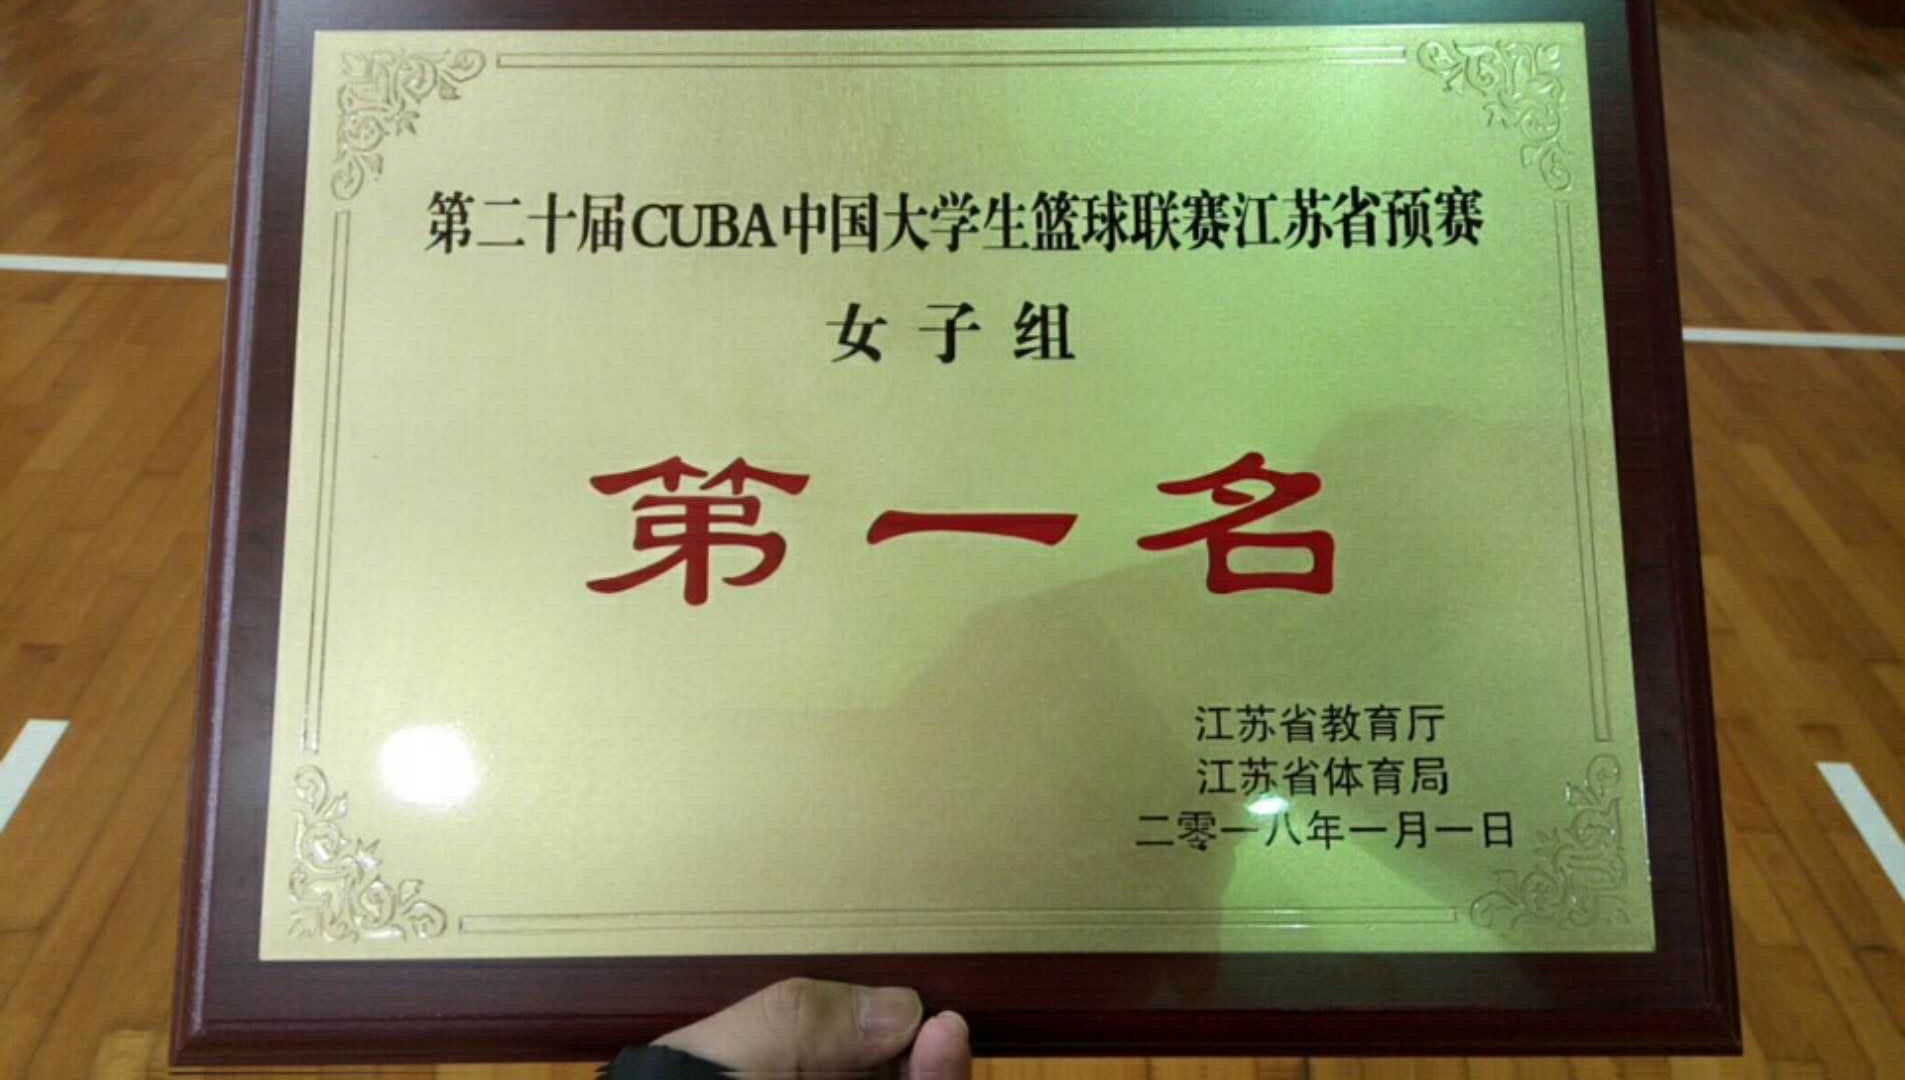 第二十届CUBA中国大学生篮球联赛江苏省预赛
女子组
第一名
江苏省教育厅
江苏省体育局
二零一八年一月一日